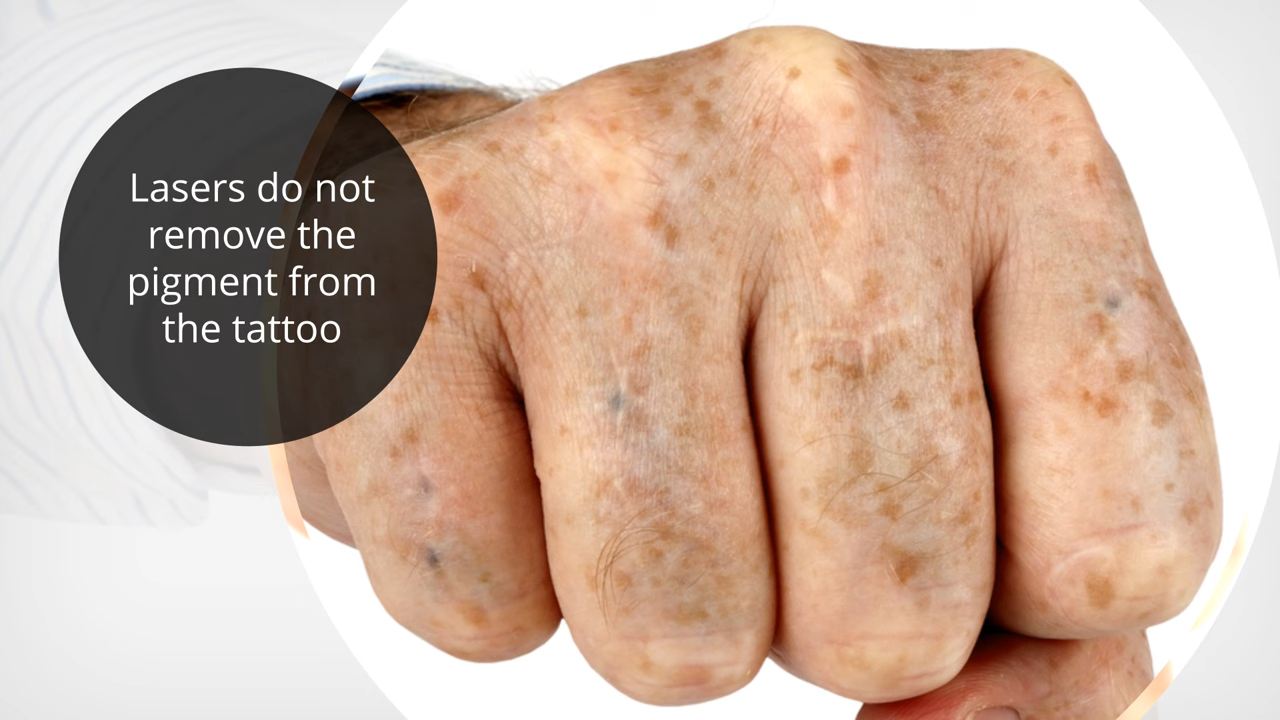 Lasers do not
remove the
pigment from
the tattoo